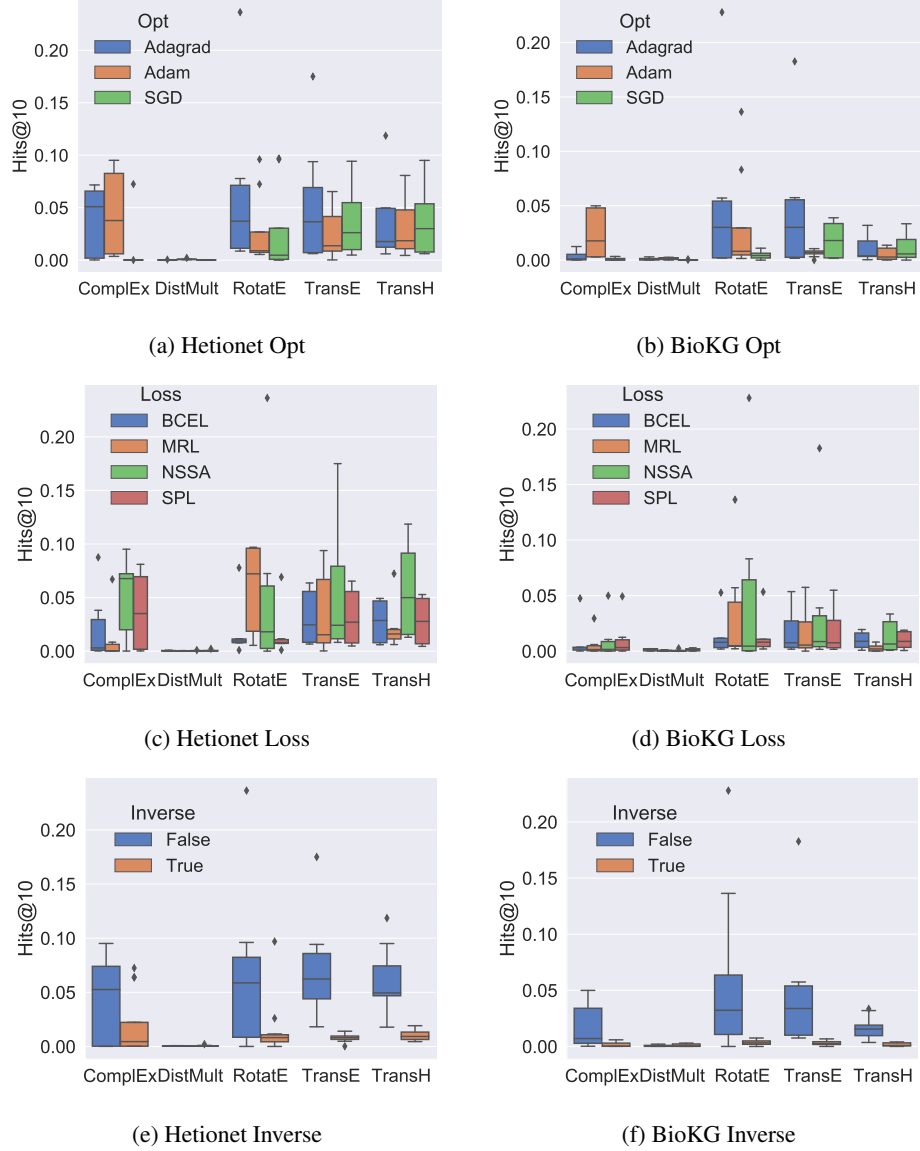 Opt
Adagrad
Adam
SGD
0.20
0.15
0.10
0.05
0.00
Hits@10
ComplEx DistMult RotatE TransE TransH
(a) Hetionet Opt
Opt
Adagrad
Adam
SGD
0.20
0.15
0.10
0.05
0.00
Hits@10
ComplEx DistMult RotatE TransE TransH
(b) BioKG Opt
Loss
BCEL
MRL
NSSA
SPL
0.20
0.15
0.10
0.05
0.00
Hits@10
ComplEx DistMult RotatE TransE TransH
(c) Hetionet Loss
Loss
BCEL
MRL
NSSA
SPL
0.20
0.15
0.10
0.05
0.00
Hits@10
ComplEx DistMult RotatE TransE TransH
(d) BioKG Loss
Inverse
False
True
0.20
0.15
0.10
0.05
0.00
Hits@10
ComplEx DistMult RotatE TransE TransH
(e) Hetionet Inverse
Inverse
False
True
0.20
0.15
0.10
0.05
0.00
Hits@10
ComplEx DistMult RotatE TransE TransH
(f) BioKG Inverse